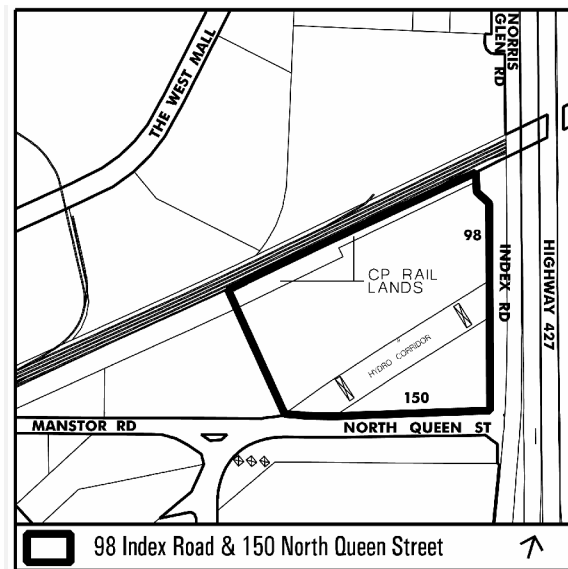 NORRIS
GLEN RD
THE WEST MALL
98
INDEX RD
HIGHWAY 427
CP RAIL
LANDS
HYDRO CORRIDOR
150
MANSTOR RD
NORTH QUEEN ST
98 Index Road & 150 North Queen Street